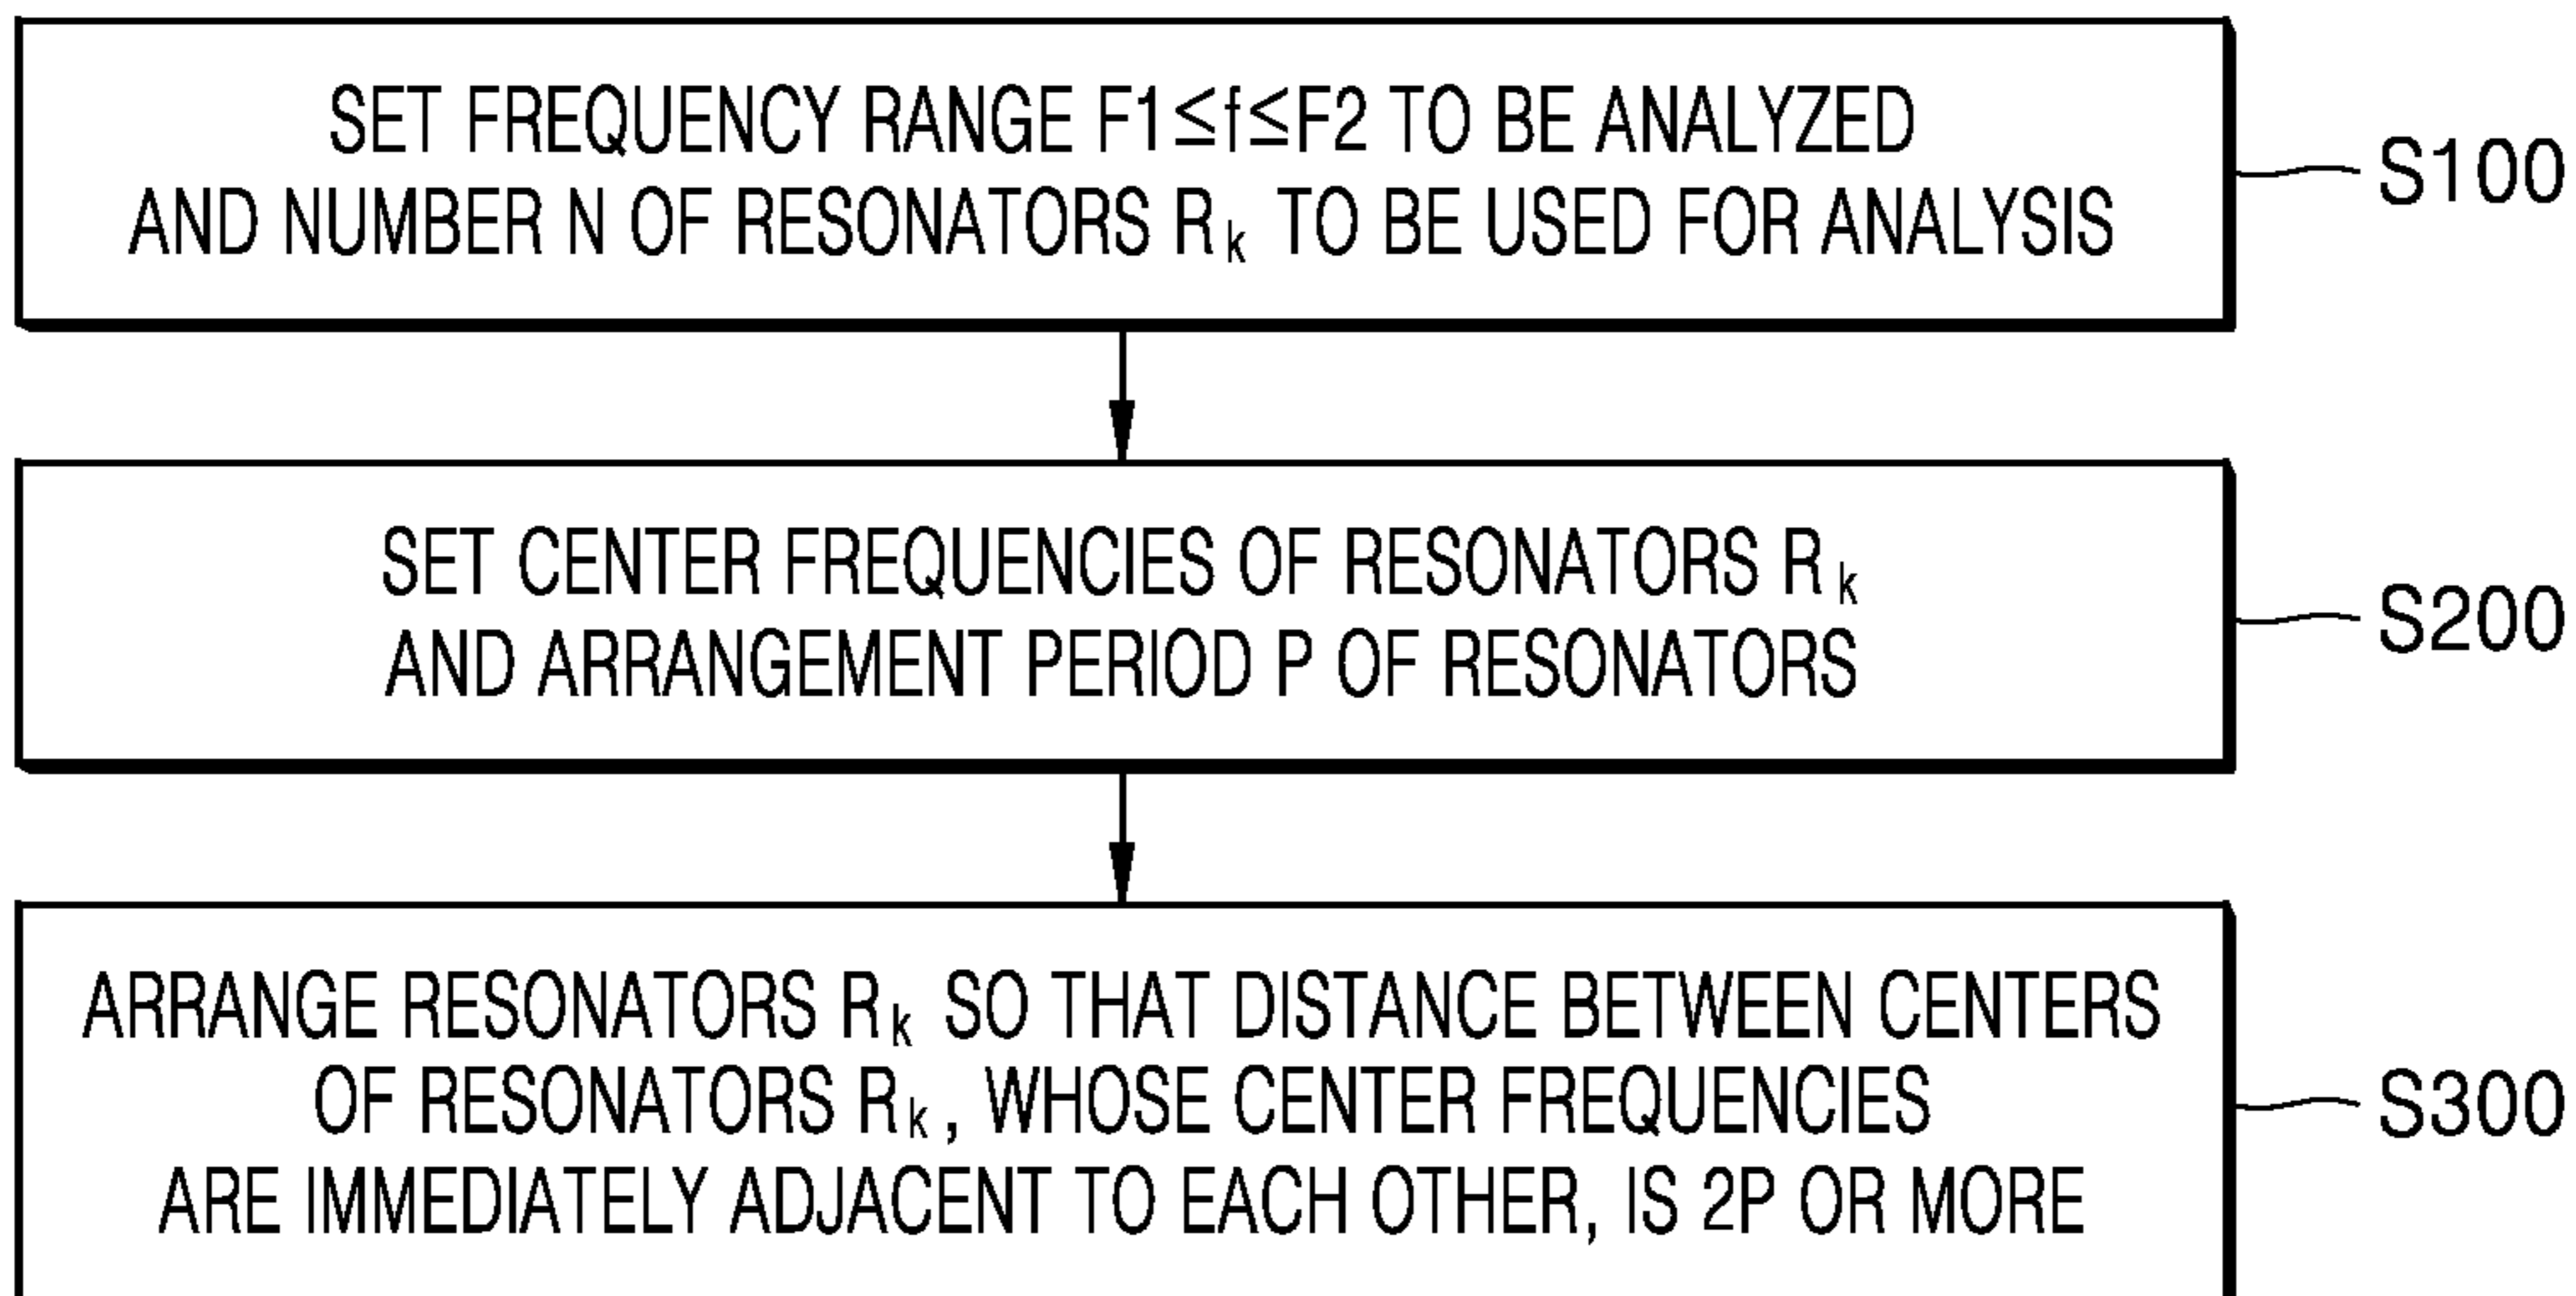 SET FREQUENCY RANGE F1≤f≤F2 TO BE ANALYZED
AND NUMBER N OF RESONATORS Rk TO BE USED FOR ANALYSIS
S100
SET CENTER FREQUENCIES OF RESONATORS Rk
AND ARRANGEMENT PERIOD P OF RESONATORS
S200
ARRANGE RESONATORS Rk SO THAT DISTANCE BETWEEN CENTERS
OF RESONATORS Rk, WHOSE CENTER FREQUENCIES
ARE IMMEDIATELY ADJACENT TO EACH OTHER, IS 2P OR MORE
S300